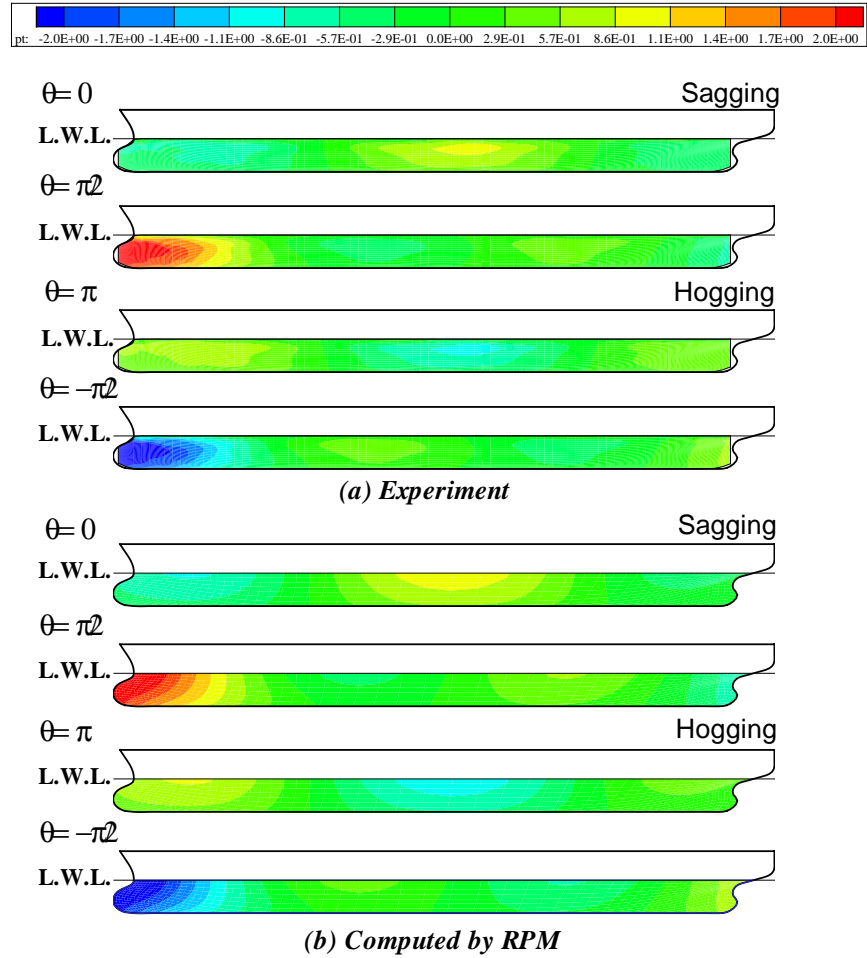 pt: -2.0E+00 -1.7E+00 -1.4E+00 -1.1E+00 -8.6E-01 -5.7E-01 -2.9E-01 0.0E+00 2.9E-01 5.7E-01 8.6E-01 1.1E+00 1.4E+00 1.7E+00 2.0E+00
θ= 0 Sagging
L.W.L.
θ= π/2
L.W.L.
θ= π Hogging
L.W.L.
θ= −π/2
L.W.L.
(a) Experiment
θ= 0 Sagging
L.W.L.
θ= π/2
L.W.L.
θ= π Hogging
L.W.L.
θ= −π/2
L.W.L.
(b) Computed by RPM